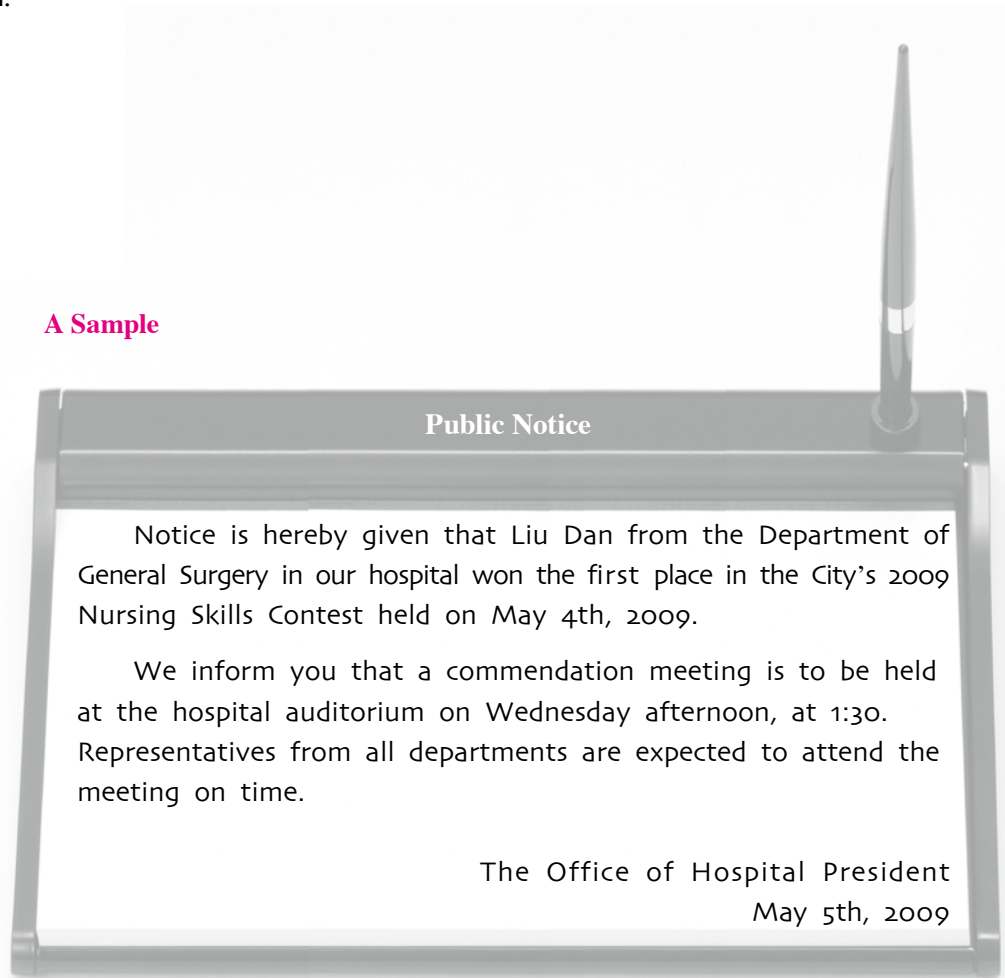 A Sample
Public Notice
Notice is hereby given that Liu Dan from the Department of
General Surgery in our hospital won the first place in the City's 2009
Nursing Skills Contest held on May 4th, 2009.
We inform you that a commendation meeting is to be held
at the hospital auditorium on Wednesday afternoon, at 1:30.
Representatives from all departments are expected to attend the
meeting on time.
The Office of Hospital President
May 5th, 2009